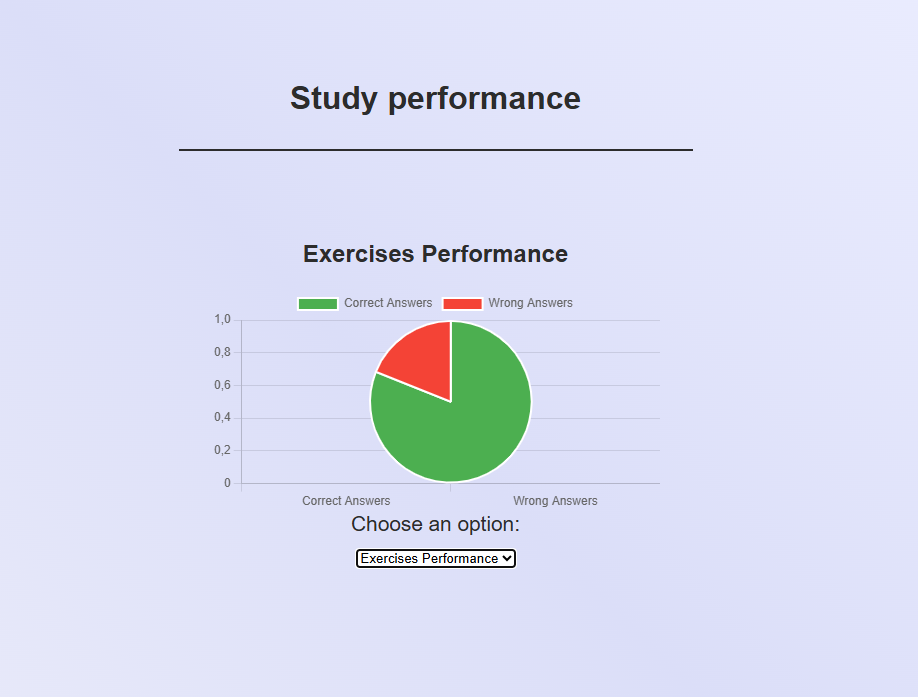 Study performance
Exercises Performance
Correct Answers Wrong Answers
1,0
0,8
0,6
0,4
0,2
0
Correct Answers Wrong Answers
Choose an option:
Exercises Performance